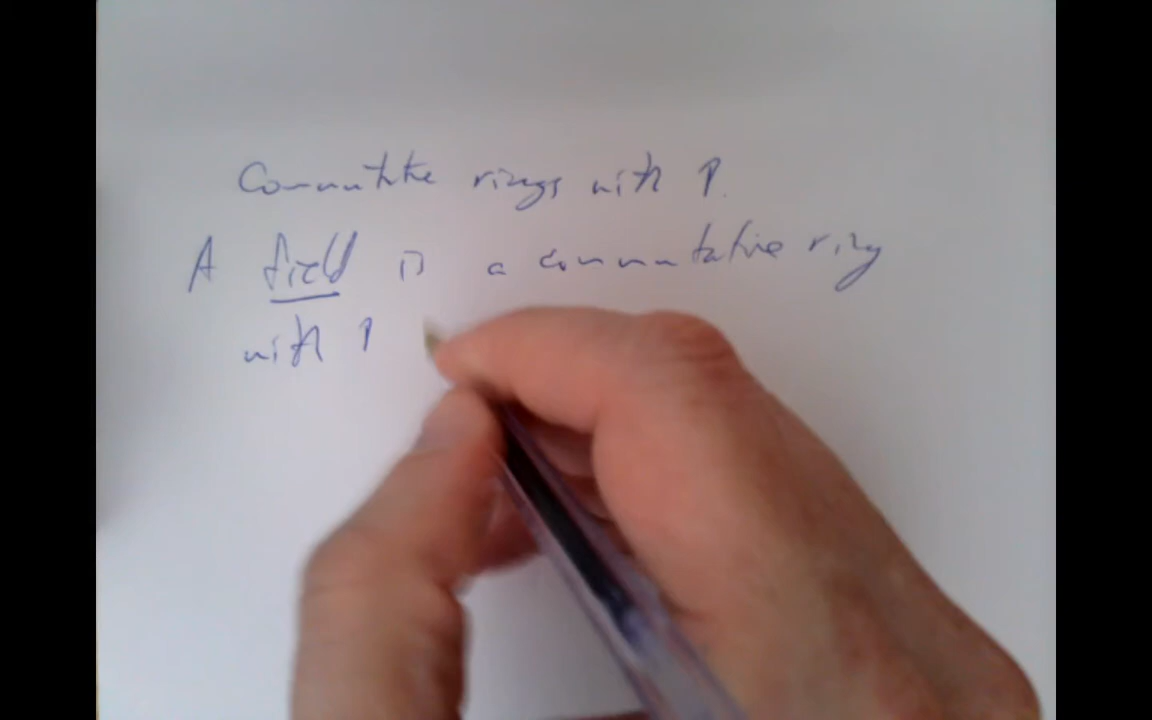 Commutative rings with 1.
A field is a commutative ring
with 1